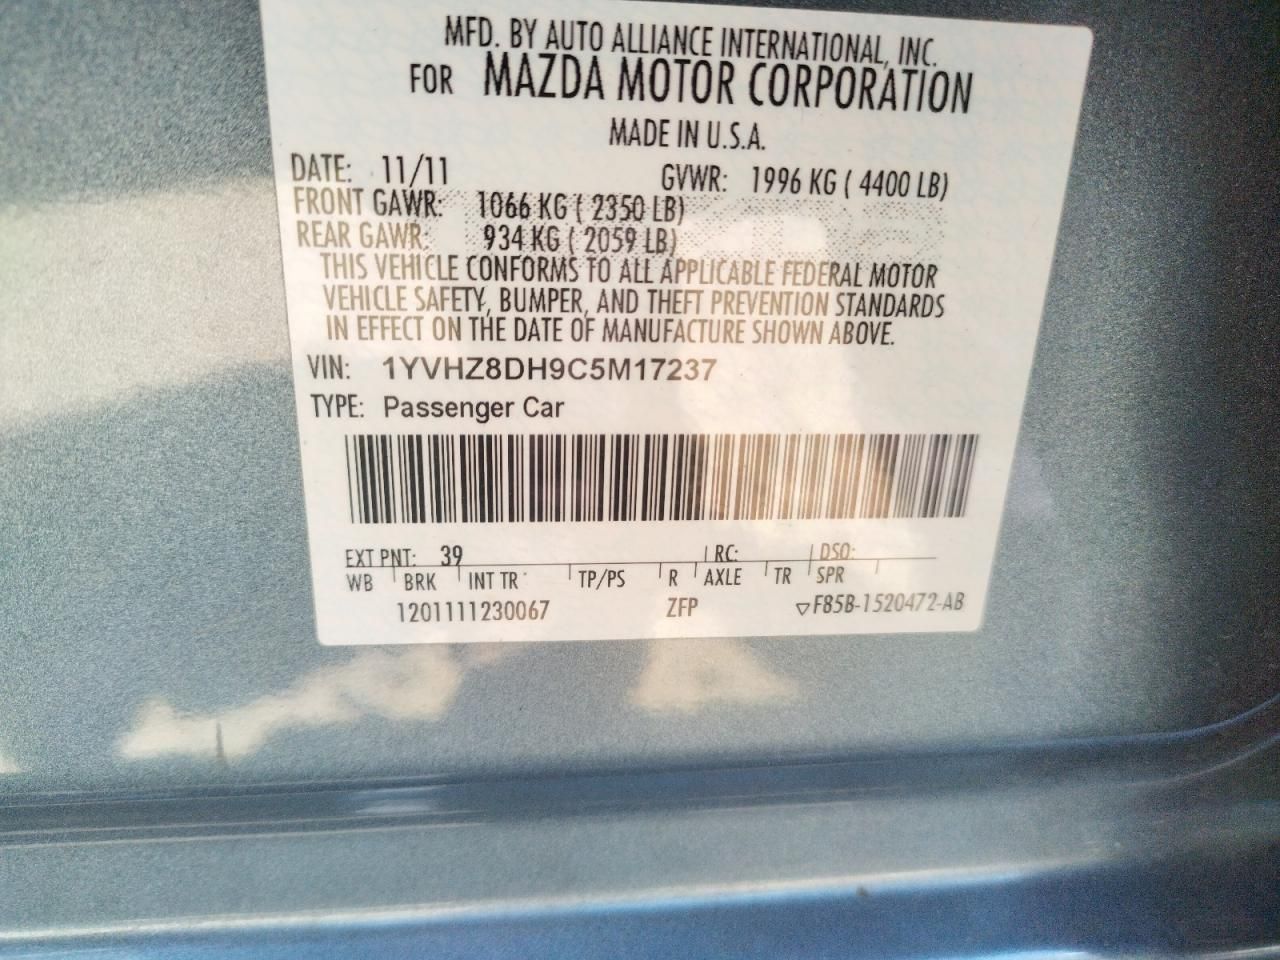 MFD. BY AUTO ALLIANCE INTERNATIONAL, INC.
FOR MAZDA MOTOR CORPORATION
MADE IN U.S.A.
DATE: 11/11 GVWR: 1996 KG ( 4400 LB)
FRONT GAWR: 1066 KG ( 2350 LB)
REAR GAWR: 934 KG ( 2059 LB)
THIS VEHICLE CONFORMS TO ALL APPLICABLE FEDERAL MOTOR
VEHICLE SAFETY, BUMPER, AND THEFT PREVENTION STANDARDS
IN EFFECT ON THE DATE OF MANUFACTURE SHOWN ABOVE.
VIN: 1YVHZ8DH9C5M17237
TYPE: Passenger Car
EXT PNT: 39 RC: DSO:
WB BRK INT TR TP/PS R AXLE TR SPR
1201111230067 ZFP ▽F85B-1520472-AB